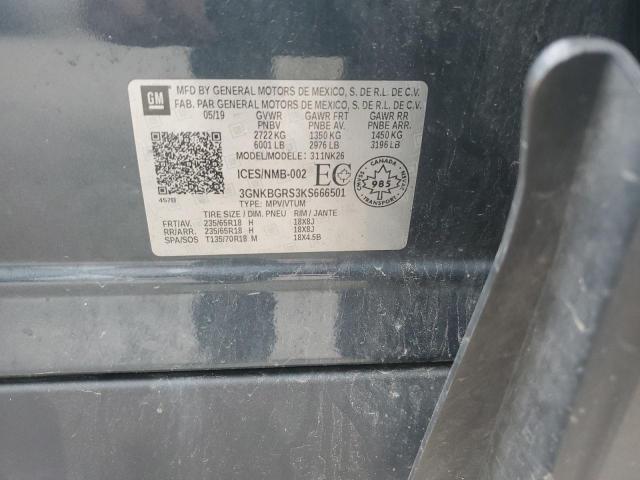 GM
MFD BY GENERAL MOTORS DE MEXICO, S. DE R.L. DE C.V.
FAB. PAR GENERAL MOTORS DE MEXICO, S. DE R.L. DE C.V.
05/19 GVWR GAWR FRT GAWR RR
PNBV PNBE AV. PNBE ARR.
2722 KG 1350 KG 1450 KG
6001 LB 2976 LB 3196 LB
MODEL/MODELE: 311NK26
ICES/NMB-002 EC CANADA 985
457B
3GNKBGRS3KS666501
TYPE: MPV/VTUM
TIRE SIZE / DIM. PNEU RIM / JANTE
FRT/AV. 235/65R18 H 18X8J
RR/ARR. 235/65R18 H 18X8J
SPA/SOS T135/70R18 M 18X4.5B